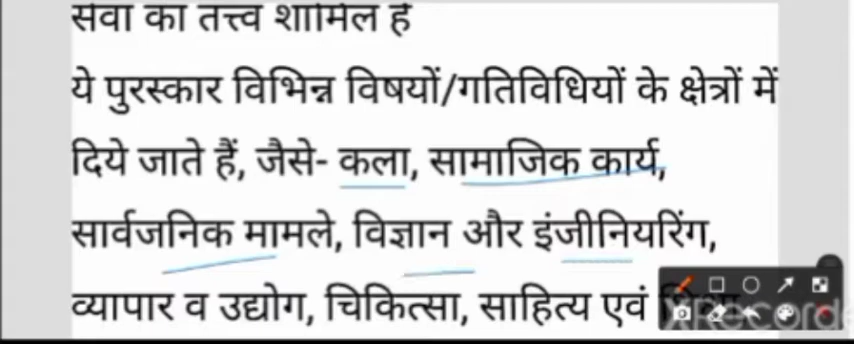 सेवा का तत्त्व शामिल है
ये पुरस्कार विभिन्न विषयों/गतिविधियों के क्षेत्रों में
दिये जाते हैं, जैसे- कला, सामाजिक कार्य,
सार्वजनिक मामले, विज्ञान और इंजीनियरिंग,
व्यापार व उद्योग, चिकित्सा, साहित्य एवं